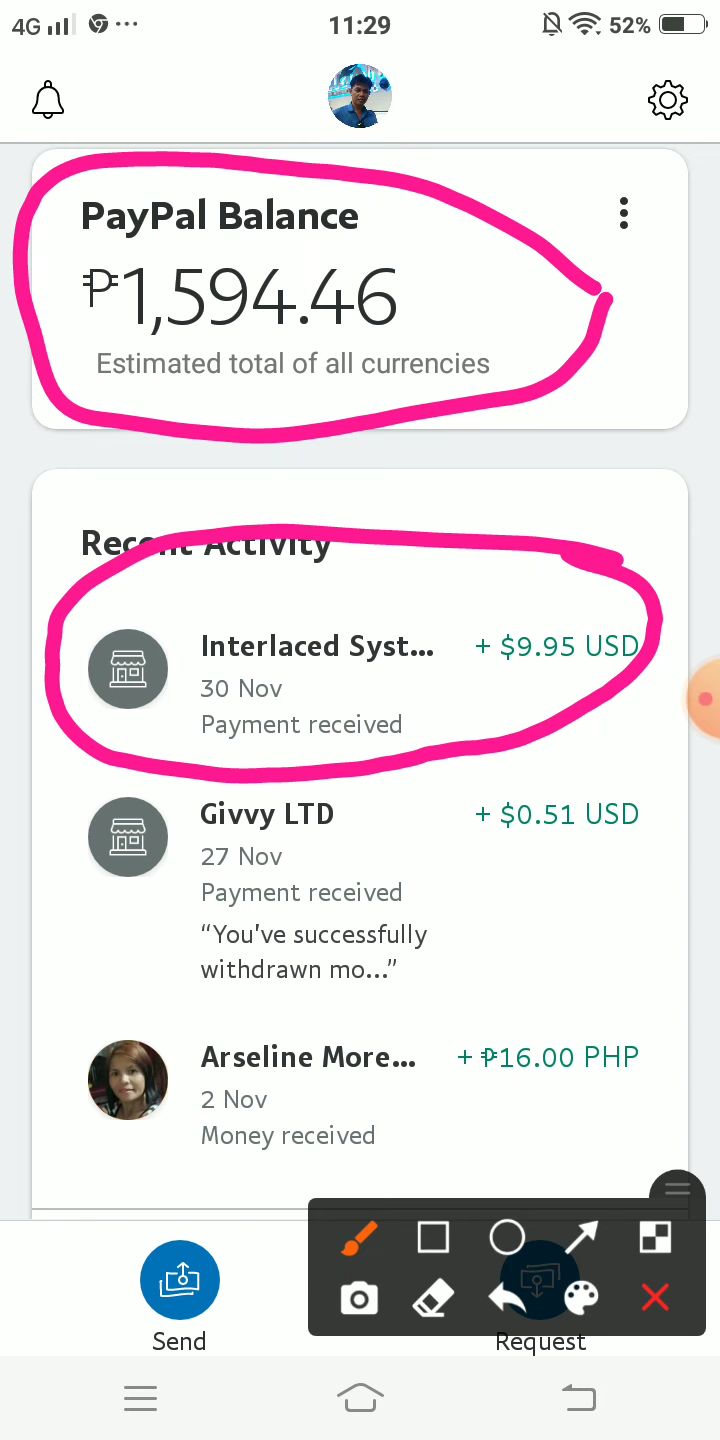 4G
11:29
52%
PayPal Balance
₱1,594.46
Estimated total of all currencies
Recent Activity
Interlaced Syst... + $9.95 USD
30 Nov
Payment received
Givvy LTD + $0.51 USD
27 Nov
Payment received
“You've successfully
withdrawn mo...”
Arseline More... + ₱16.00 PHP
2 Nov
Money received
Send
Request